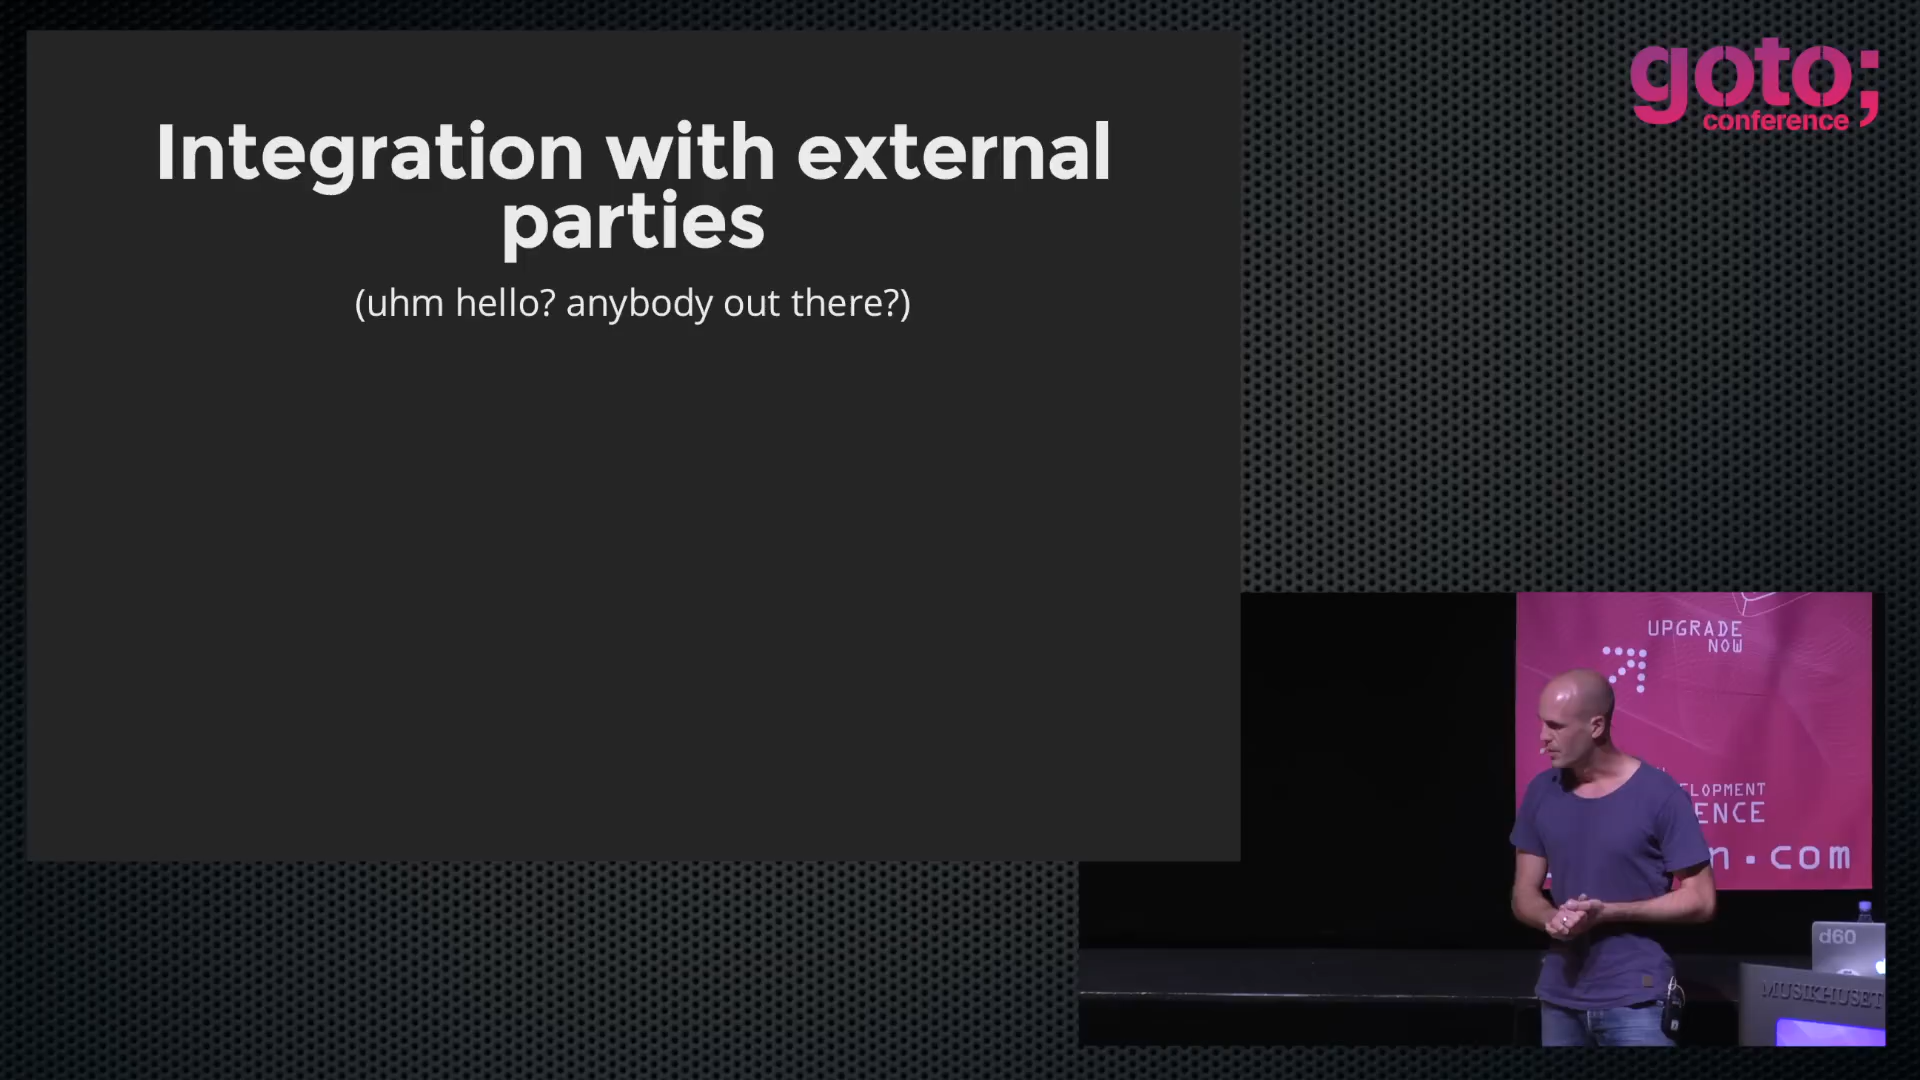 Integration with external
parties
(uhm hello? anybody out there?)
goto;
conference
UPGRADE
NOW
ELOPMENT
ENCE
n.com
d60
MUSIKHUSET